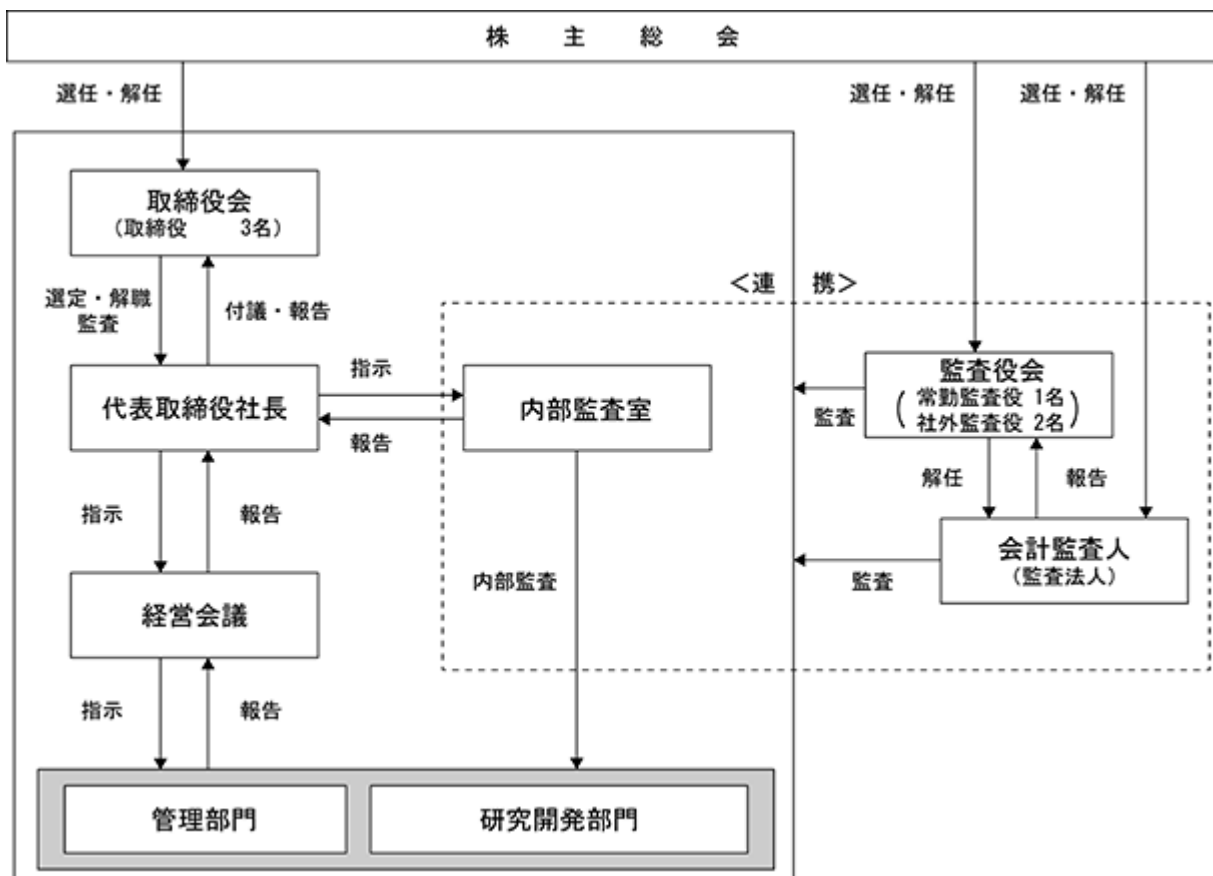 株主総会
選任・解任
選任・解任
選任・解任
取締役会
(取締役 3名)
選定・解職
監査
付議・報告
＜連携＞
代表取締役社長
指示
報告
内部監査室
監査役会
(常勤監査役 1名
社外監査役 2名)
監査
解任
報告
指示
報告
会計監査人
(監査法人)
監査
内部監査
経営会議
指示
報告
管理部門
研究開発部門